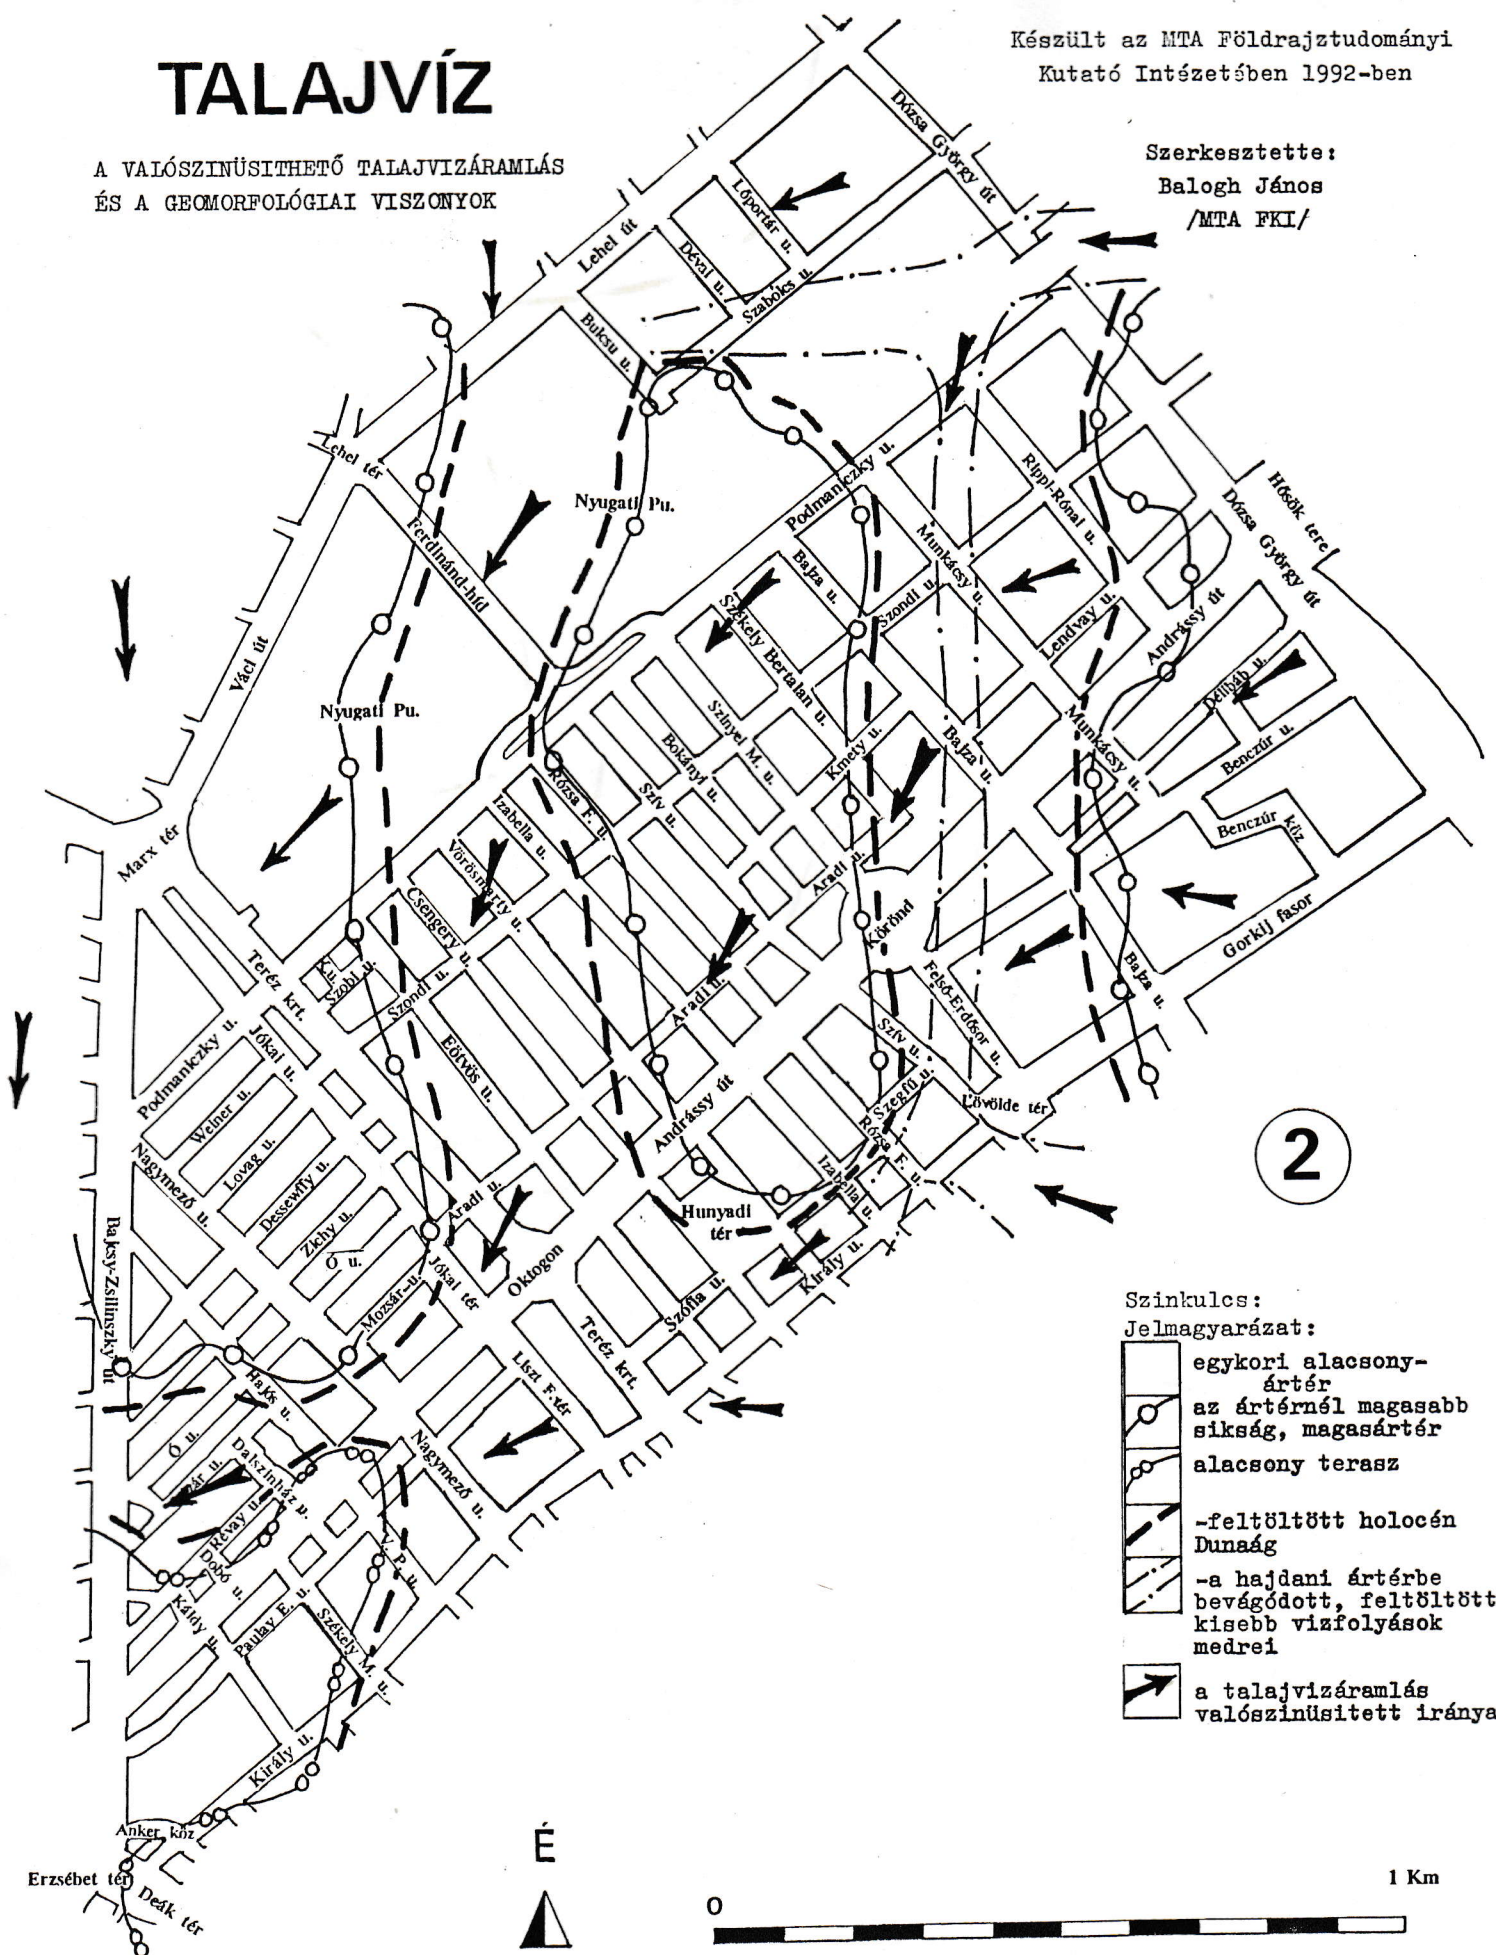 TALAJVÍZ
A VALÓSZINÜSITHETŐ TALAJVIZÁRAMLÁS
ÉS A GEOMORFOLÓGIAI VISZONYOK
Készült az MTA Földrajztudományi
Kutató Intézetében 1992-ben
Szerkesztette:
Balogh János
/MTA FKI/
Dózsa György út
Lőportár u.
Lehel út
Dévai u.
Szabolcs u.
Bulcsu u.
Lehel tér
Ferdinánd-híd
Nyugati Pu.
Podmaniczky u.
Rippl-Rónai u.
Hősök tere
Dózsa György út
Bajza u.
Munkácsy u.
Szondi u.
Székely Bertalan u.
Lendvay u.
Andrássy út
Délibáb u.
Váci út
Nyugati Pu.
Szinyei M. u.
Bokányi u.
Kmety u.
Bajza u.
Munkácsy u.
Benczúr u.
Rózsa F. u.
Szív u.
Izabella u.
Benczúr köz
Marx tér
Vörösmarty u.
Aradi u.
Csengery u.
Körönd
Gorkij fasor
Teréz krt.
K. u.
Szobi u.
Szondi u.
Aradi u.
Felső-Erdősor u.
Bajza u.
Podmaniczky u.
Jókai u.
Eötvös u.
Szív u.
Weiner u.
Andrássy út
Szegfű u.
Lövölde tér
Rózsa F. u.
Nagymező u.
Lovag u.
Dessewffy u.
Aradi u.
Izabella u.
2
Zichy u.
Ó u.
Hunyadi
tér
Király u.
Bajcsy-Zsilinszky út
Mozsár-u.
Jókai tér
Oktogon
Szófia u.
Teréz krt.
Liszt F. tér
Hajós u.
Ó u.
Dalszínház u.
Nagymező u.
Révay u.
Dobó u.
V. P. u.
Káldy u.
Paulay E. u.
Székely M. u.
Király u.
Anker köz
Erzsébet tér
Deák tér
Szinkulcs:
Jelmagyarázat:
egykori alacsony-
ártér
az ártérnél magasabb
sikság, magasártér
alacsony terasz
-feltöltött holocén
Dunaág
-a hajdani ártérbe
bevágódott, feltöltött
kisebb vizfolyások
medrei
a talajvizáramlás
valószinüsitett iránya
É
0
1 Km